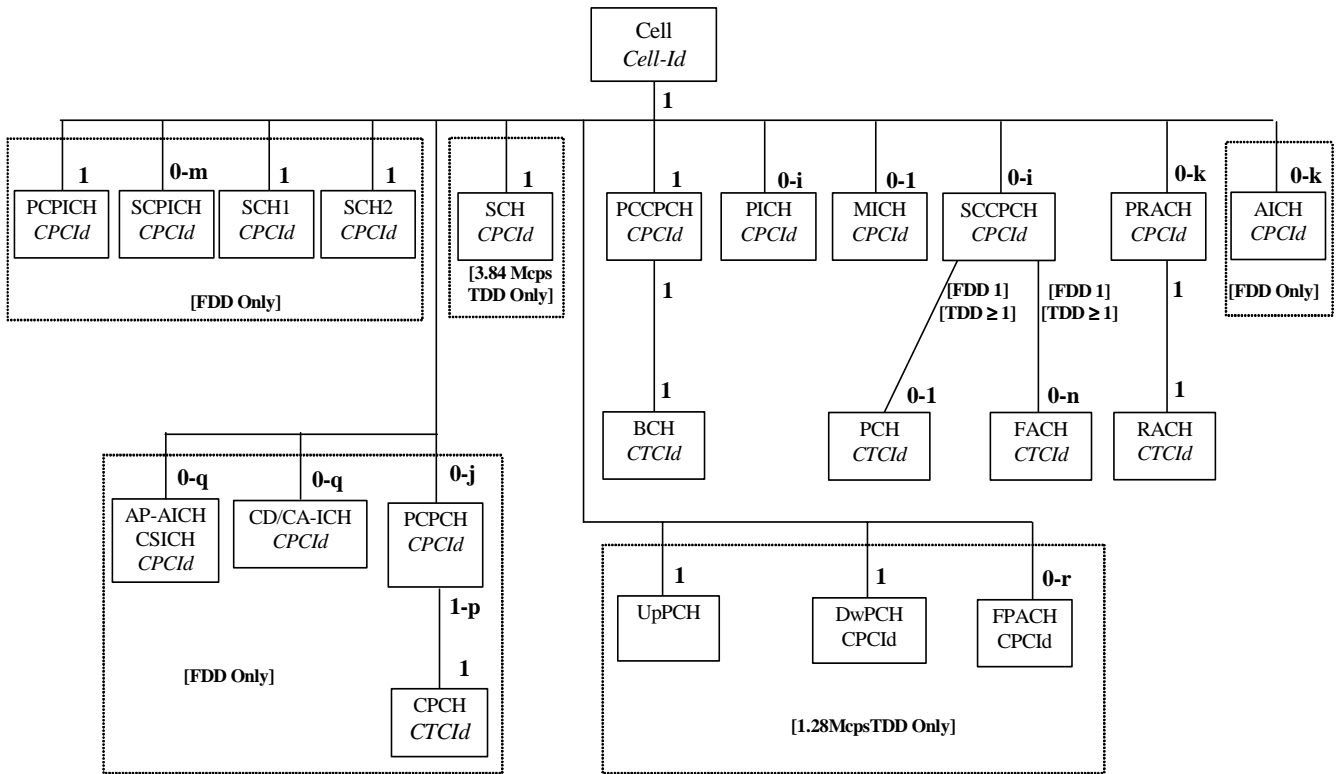 Cell
Cell-Id
1
1
0-m
1
1
1
1
0-i
0-1
0-i
0-k
0-k
PCPICH
CPCId
SCPICH
CPCId
SCH1
CPCId
SCH2
CPCId
SCH
CPCId
PCCPCH
CPCId
PICH
CPCId
MICH
CPCId
SCCPCH
CPCId
PRACH
CPCId
AICH
CPCId
[FDD Only]
[3.84 Mcps
TDD Only]
1
[FDD 1]
[TDD ≥ 1]
[FDD 1]
[TDD ≥ 1]
1
[FDD Only]
1
0-1
0-n
1
BCH
CTCId
PCH
CTCId
FACH
CTCId
RACH
CTCId
0-q
0-q
0-j
AP-AICH
CSICH
CPCId
CD/CA-ICH
CPCId
PCPCH
CPCId
1-p
1
CPCH
CTCId
[FDD Only]
1
1
0-r
UpPCH
DwPCH
CPCId
FPACH
CPCId
[1.28McpsTDD Only]